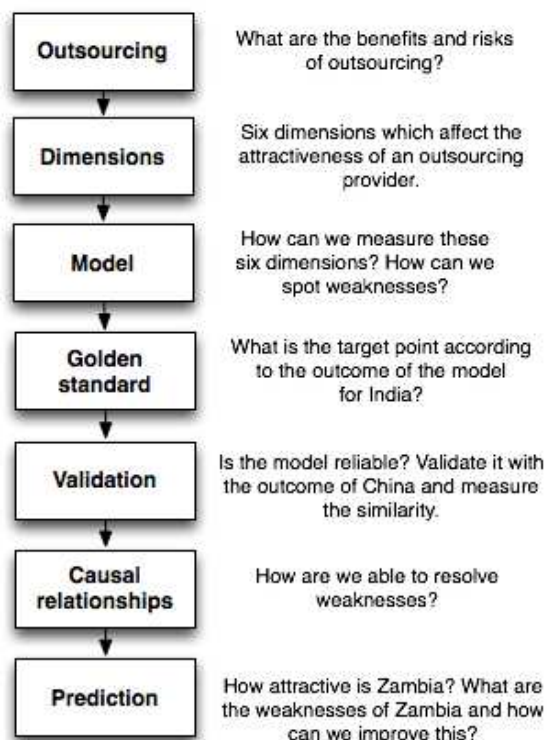 Outsourcing
What are the benefits and risks
of outsourcing?
Dimensions
Six dimensions which affect the
attractiveness of an outsourcing
provider.
Model
How can we measure these
six dimensions? How can we
spot weaknesses?
Golden
standard
What is the target point according
to the outcome of the model
for India?
Validation
Is the model reliable? Validate it with
the outcome of China and measure
the similarity.
Causal
relationships
How are we able to resolve
weaknesses?
Prediction
How attractive is Zambia? What are
the weaknesses of Zambia and how
can we improve this?